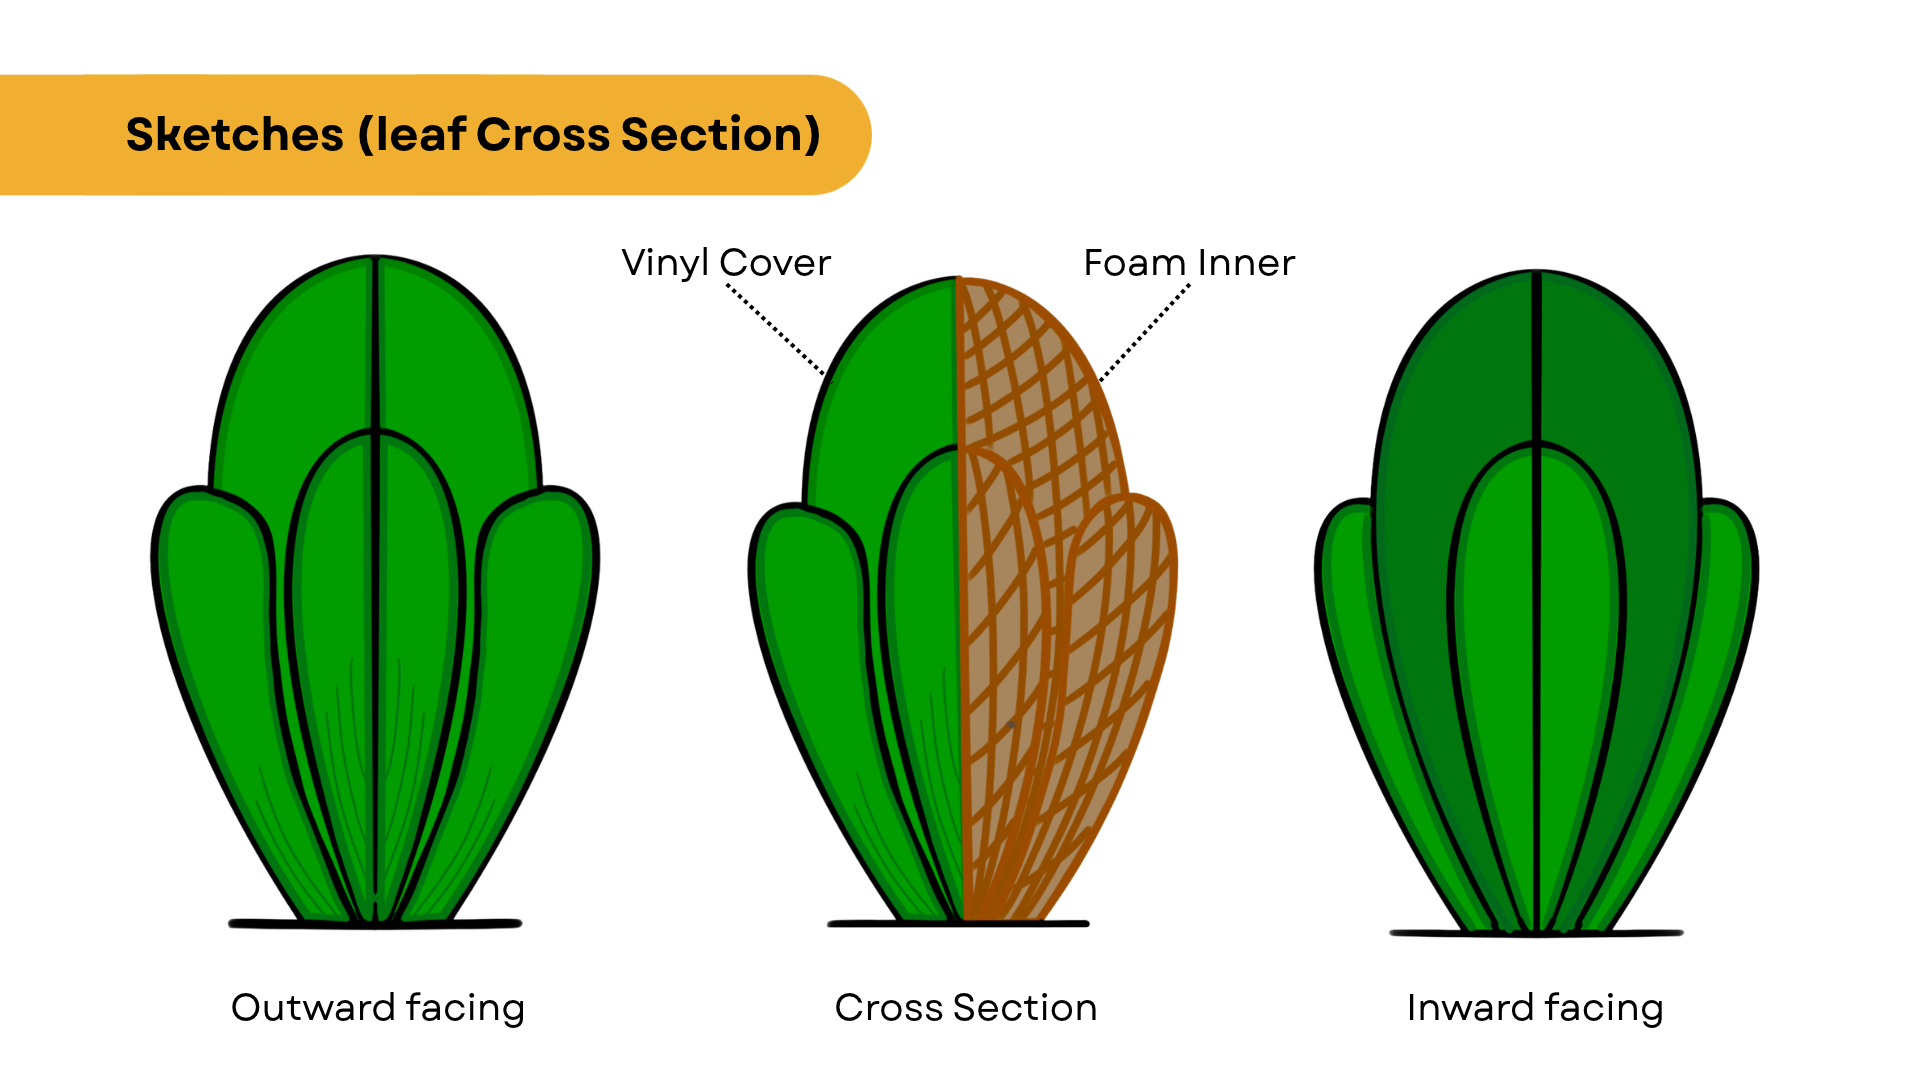 Sketches (leaf Cross Section)
Vinyl Cover
Foam Inner
Outward facing
Cross Section
Inward facing